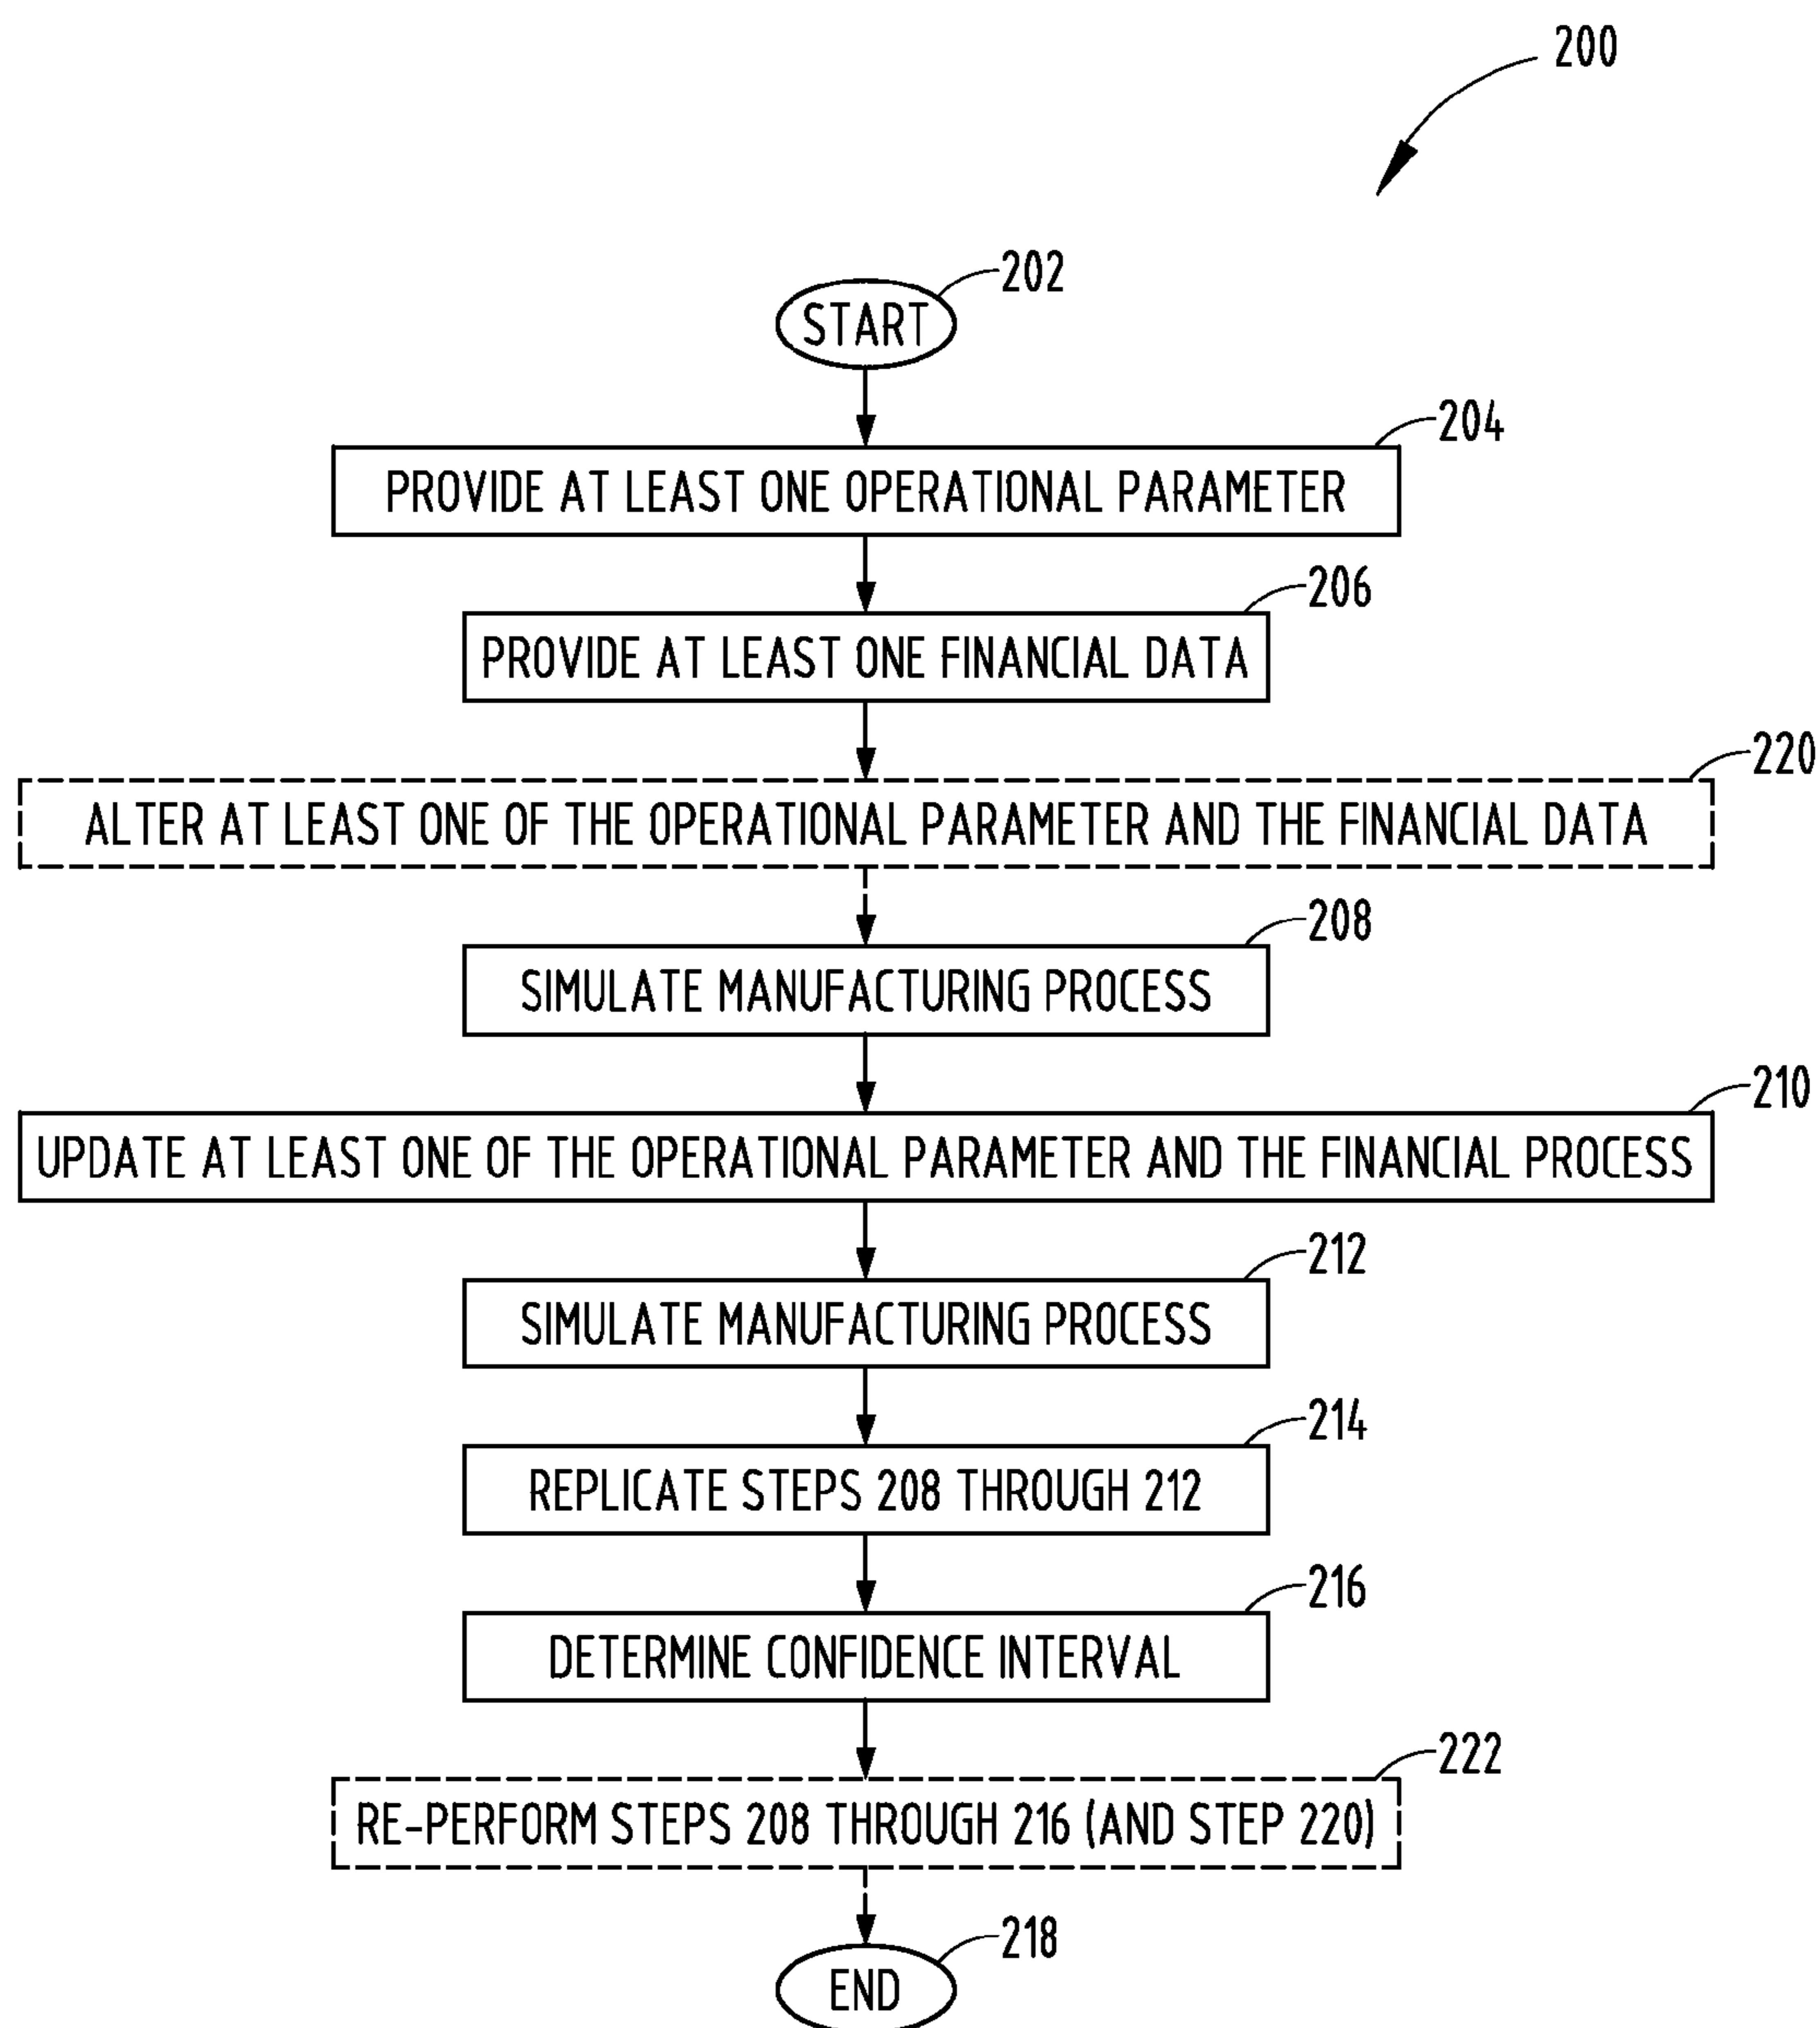 200
202
START
204
PROVIDE AT LEAST ONE OPERATIONAL PARAMETER
206
PROVIDE AT LEAST ONE FINANCIAL DATA
220
ALTER AT LEAST ONE OF THE OPERATIONAL PARAMETER AND THE FINANCIAL DATA
208
SIMULATE MANUFACTURING PROCESS
210
UPDATE AT LEAST ONE OF THE OPERATIONAL PARAMETER AND THE FINANCIAL PROCESS
212
SIMULATE MANUFACTURING PROCESS
214
REPLICATE STEPS 208 THROUGH 212
216
DETERMINE CONFIDENCE INTERVAL
222
RE-PERFORM STEPS 208 THROUGH 216 (AND STEP 220)
218
END